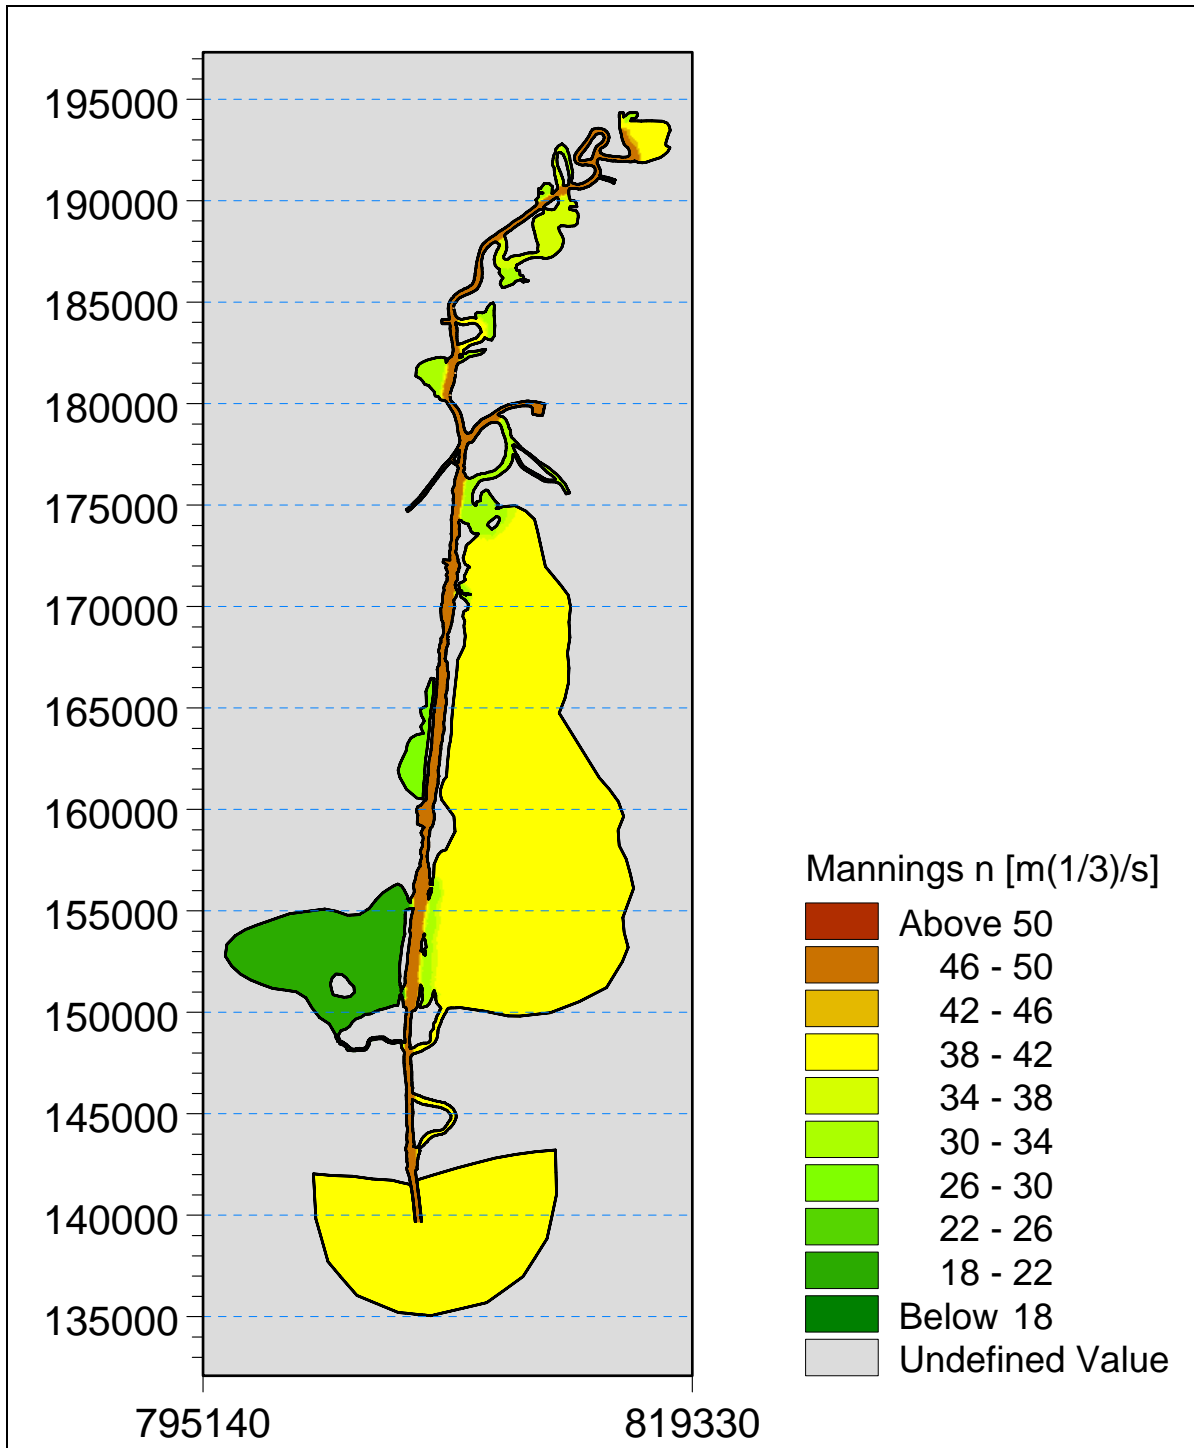 195000
190000
185000
180000
175000
170000
165000
160000
155000
150000
145000
140000
135000
795140
819330
Mannings n [m(1/3)/s]
Above 50
46 - 50
42 - 46
38 - 42
34 - 38
30 - 34
26 - 30
22 - 26
18 - 22
Below 18
Undefined Value